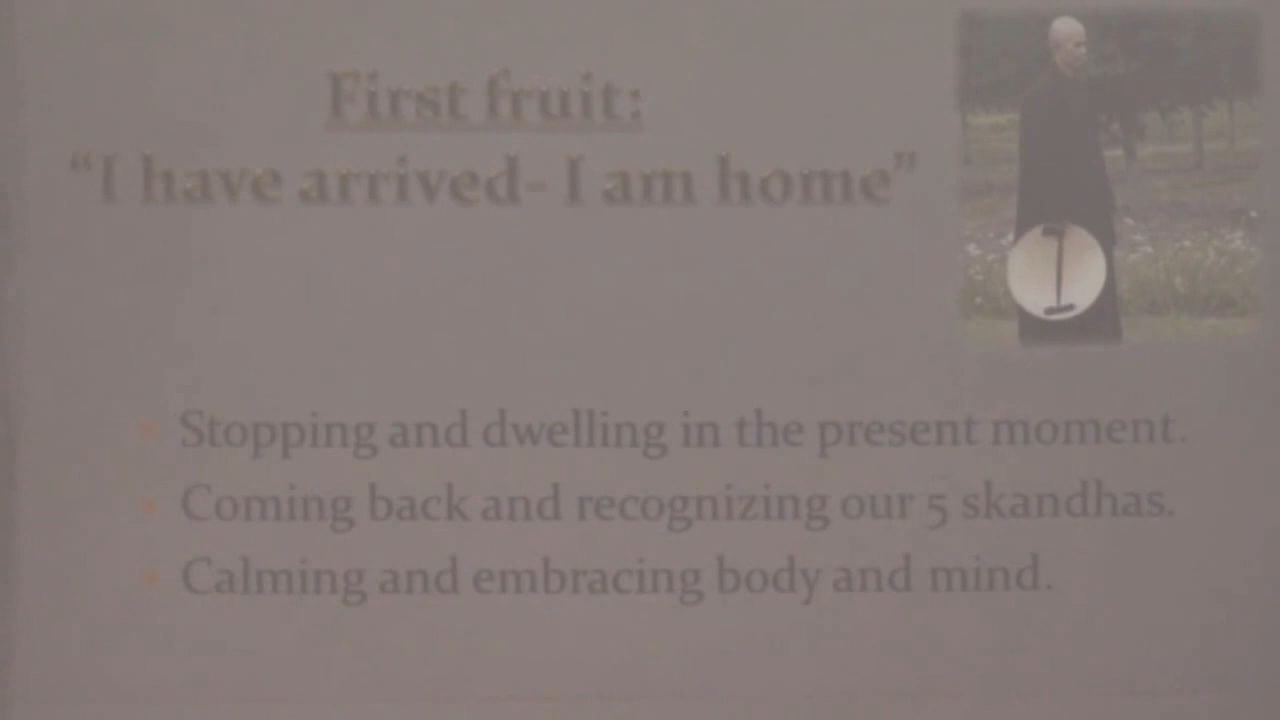 First fruit:
“I have arrived- I am home”
Stopping and dwelling in the present moment.
Coming back and recognizing our 5 skandhas.
Calming and embracing body and mind.